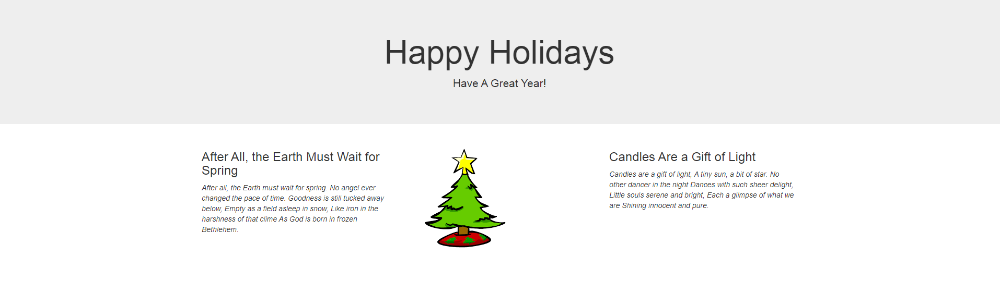 Happy Holidays
Have A Great Year!
After All, the Earth Must Wait for
Spring
After all, the Earth must wait for spring. No angel ever
changed the pace of time. Goodness is still tucked away
below, Empty as a field asleep in snow, Like iron in the
harshness of that clime As God is born in frozen
Bethlehem.
Candles Are a Gift of Light
Candles are a gift of light, A tiny sun, a bit of star. No
other dancer in the night Dances with such sheer delight,
Little souls serene and bright, Each a glimpse of what we
are Shining innocent and pure.